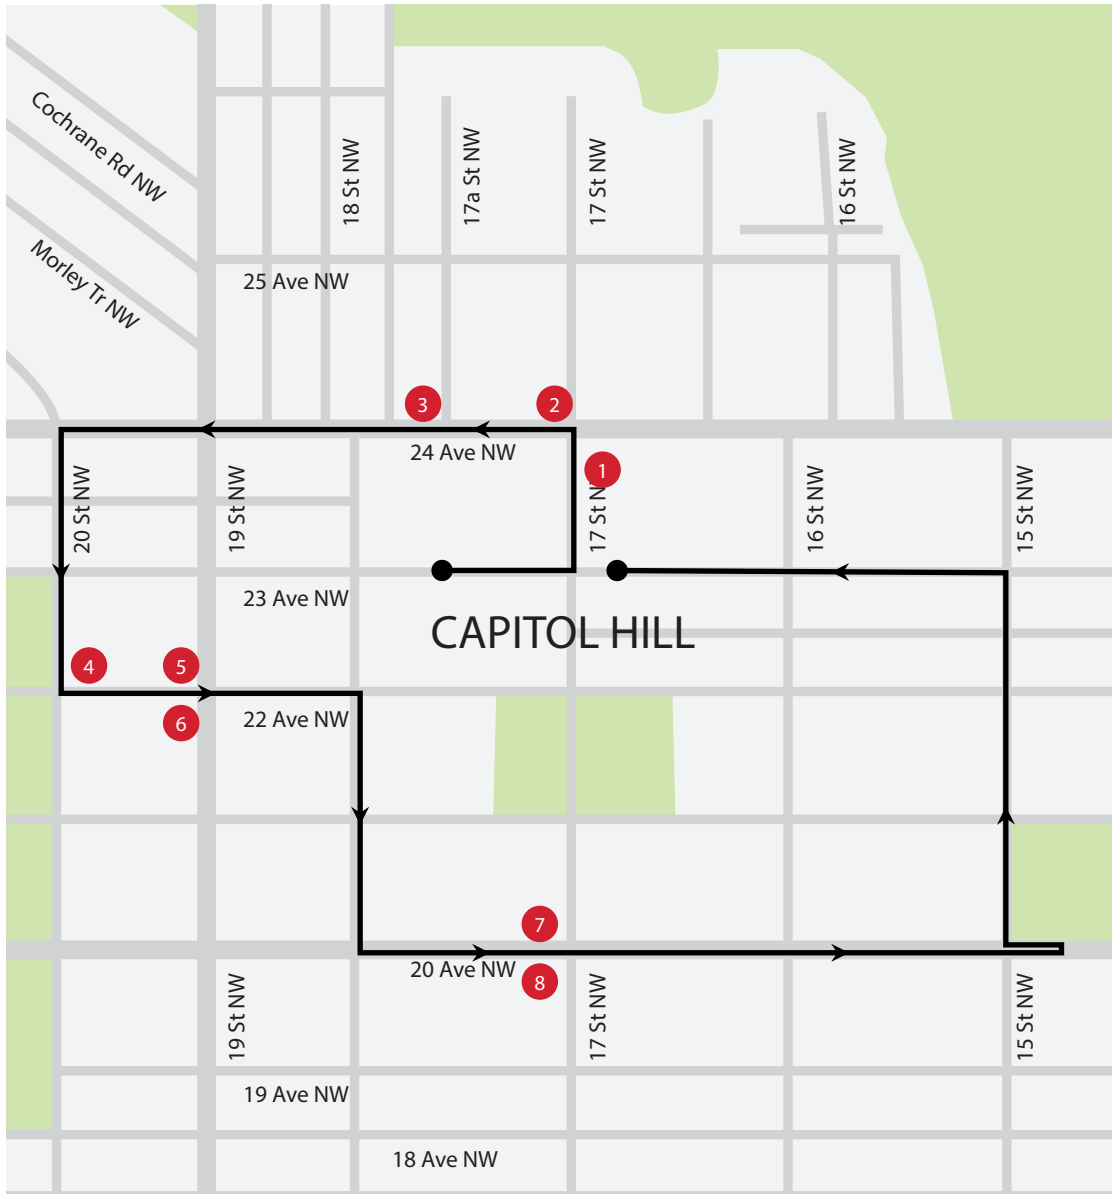 Cochrane Rd NW
18 St NW
17a St NW
17 St NW
16 St NW
Morley Tr NW
25 Ave NW
3
2
24 Ave NW
1
20 St NW
19 St NW
17 St NW
16 St NW
15 St NW
23 Ave NW
CAPITOL HILL
4
5
6
22 Ave NW
7
20 Ave NW
8
19 St NW
17 St NW
15 St NW
19 Ave NW
18 Ave NW